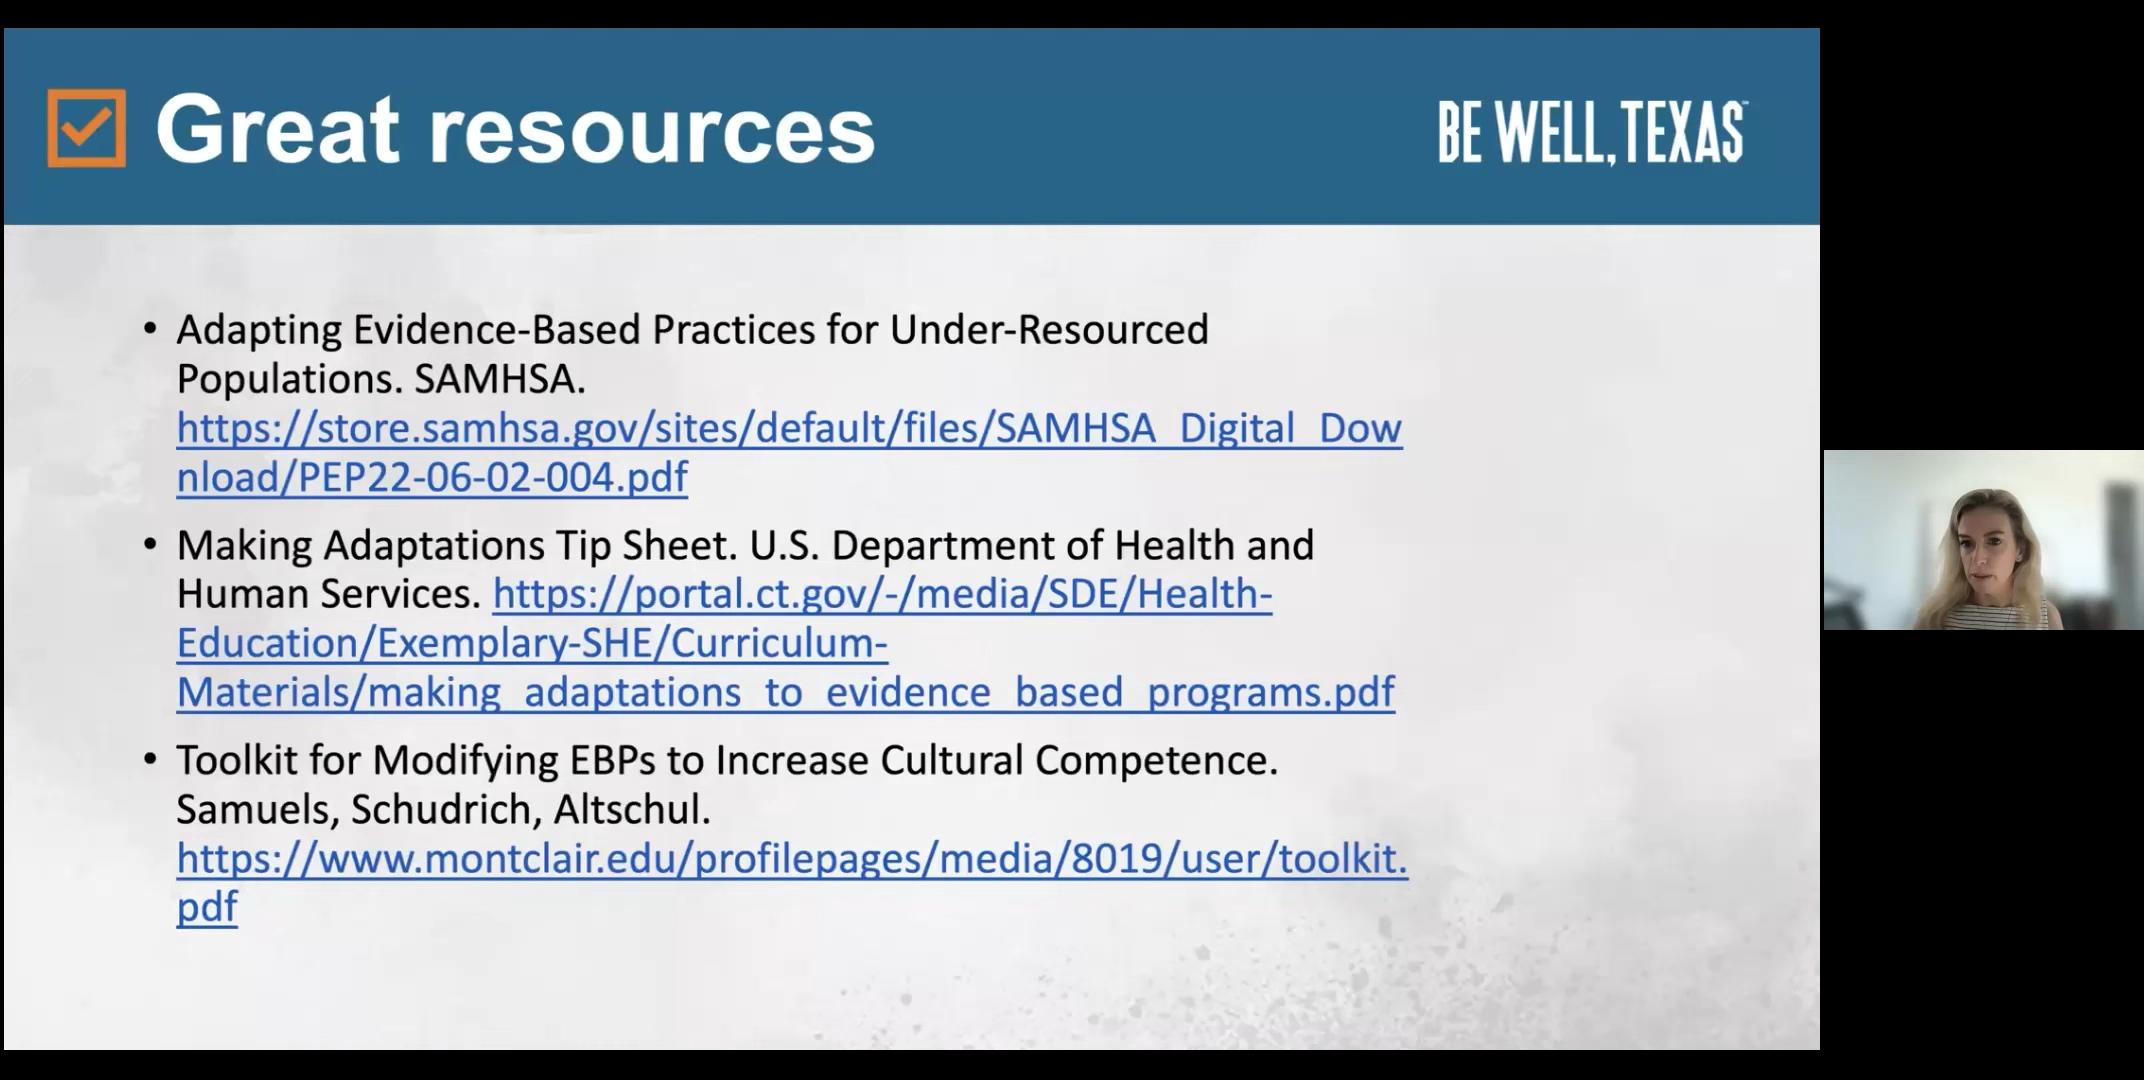 Great resources
BE WELL, TEXAS
• Adapting Evidence-Based Practices for Under-Resourced
Populations. SAMHSA.
https://store.samhsa.gov/sites/default/files/SAMHSA_Digital_Dow
nload/PEP22-06-02-004.pdf
• Making Adaptations Tip Sheet. U.S. Department of Health and
Human Services. https://portal.ct.gov/-/media/SDE/Health-
Education/Exemplary-SHE/Curriculum-
Materials/making_adaptations_to_evidence_based_programs.pdf
• Toolkit for Modifying EBPs to Increase Cultural Competence.
Samuels, Schudrich, Altschul.
https://www.montclair.edu/profilepages/media/8019/user/toolkit.
pdf